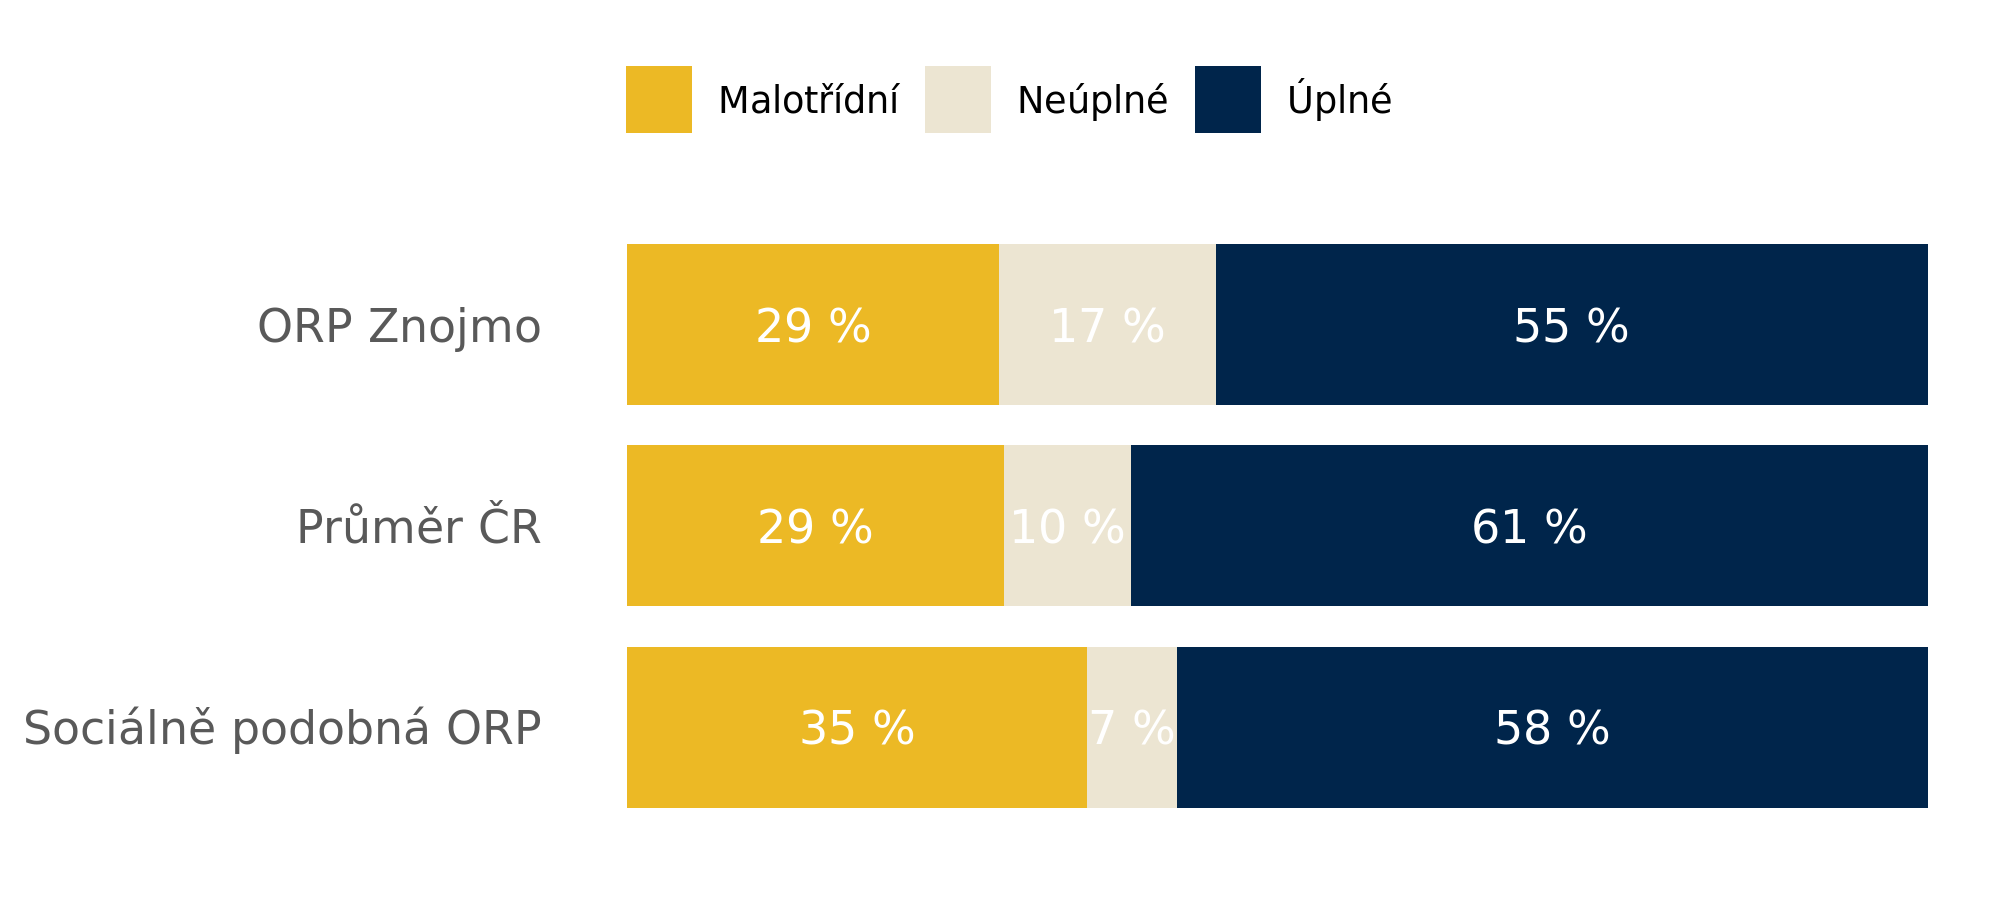 Malotřídní Neúplné Úplné
ORP Znojmo 29 % 17 % 55 %
Průměr ČR 29 % 10 % 61 %
Sociálně podobná ORP 35 % 7 % 58 %